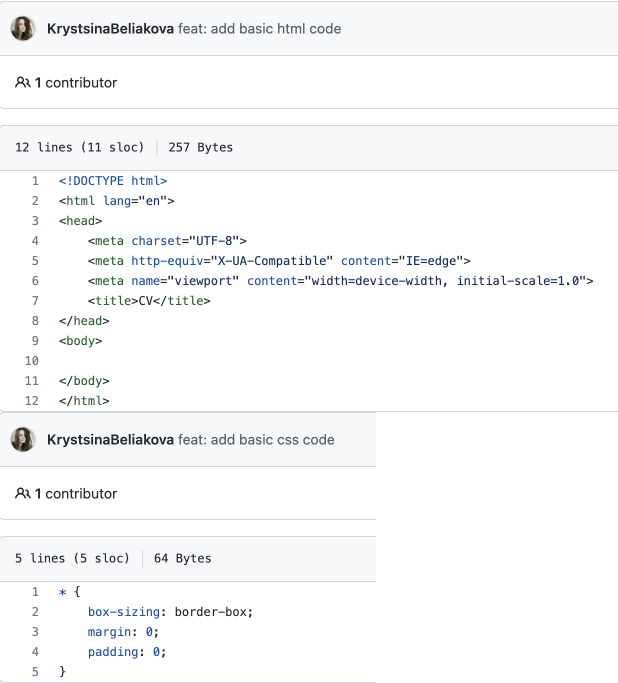 KrystsinaBeliakova feat: add basic html code
1 contributor
12 lines (11 sloc) 257 Bytes
1 <!DOCTYPE html>
2 <html lang="en">
3 <head>
4     <meta charset="UTF-8">
5     <meta http-equiv="X-UA-Compatible" content="IE=edge">
6     <meta name="viewport" content="width=device-width, initial-scale=1.0">
7     <title>CV</title>
8 </head>
9 <body>
10
11 </body>
12 </html>
KrystsinaBeliakova feat: add basic css code
1 contributor
5 lines (5 sloc) 64 Bytes
1 * {
2     box-sizing: border-box;
3     margin: 0;
4     padding: 0;
5 }